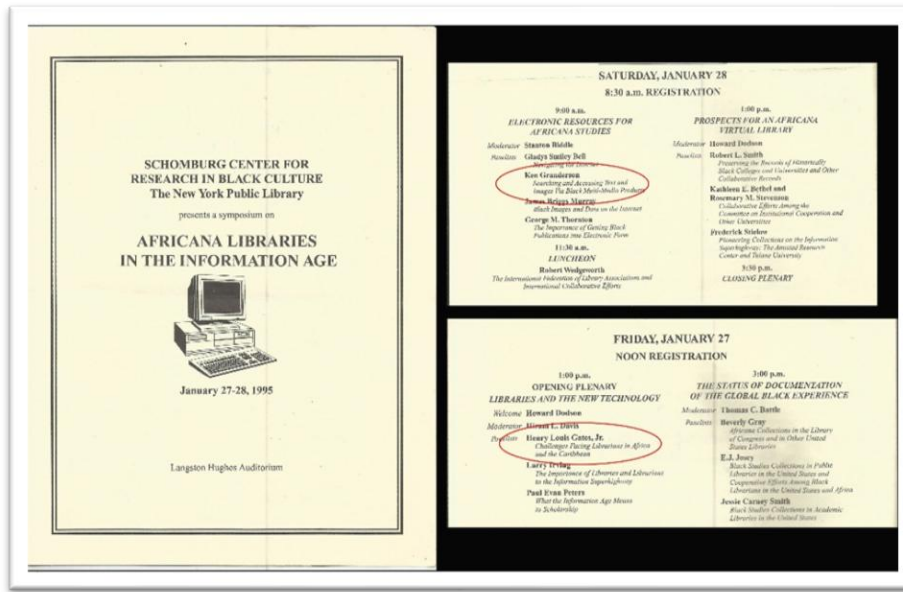 SCHOMBURG CENTER FOR
RESEARCH IN BLACK CULTURE
The New York Public Library
presents a symposium on
AFRICANA LIBRARIES
IN THE INFORMATION AGE
January 27-28, 1995
Langston Hughes Auditorium
SATURDAY, JANUARY 28
8:30 a.m. REGISTRATION
9:00 a.m.
ELECTRONIC RESOURCES FOR
AFRICANA STUDIES
Moderator Stanton Biddle
Panelists Gladys Smiley Bell
Navigating the Internet
Ken Granderson
Searching and Accessing Text and
Images Via Black Multi-Media Products
James Briggs Murray
Black Images and Data on the Internet
George M. Thornton
The Importance of Getting Black
Publications into Electronic Form
11:30 a.m.
LUNCHEON
Robert Wedgeworth
The International Federation of Library Associations and
International Collaborative Efforts
1:00 p.m.
PROSPECTS FOR AN AFRICANA
VIRTUAL LIBRARY
Moderator Howard Dodson
Panelists Robert L. Smith
Preserving the Records of Historically
Black Colleges and Universities and Other
Collaborative Records
Kathleen E. Bethel and
Rosemary M. Stevenson
Collaborative Efforts Among the
Committee on Institutional Cooperation and
Other Universities
Frederick Stielow
Pioneering Collections on the Information
Superhighway: The Amistad Research
Center and Tulane University
3:30 p.m.
CLOSING PLENARY
FRIDAY, JANUARY 27
NOON REGISTRATION
1:00 p.m.
OPENING PLENARY
LIBRARIES AND THE NEW TECHNOLOGY
Welcome Howard Dodson
Moderator Hiram L. Davis
Panelists Henry Louis Gates, Jr.
Challenges Facing Librarians in Africa
and the Caribbean
Larry Irving
The Importance of Libraries and Librarians
to the Information Superhighway
Paul Evan Peters
What the Information Age Means
to Scholarship
3:00 p.m.
THE STATUS OF DOCUMENTATION
OF THE GLOBAL BLACK EXPERIENCE
Moderator Thomas C. Battle
Panelists Beverly Gray
Africana Collections in the Library
of Congress and in Other United
States Libraries
E.J. Josey
Black Studies Collections in Public
Libraries in the United States and
Cooperative Efforts Among Black
Librarians in the United States and Africa
Jessie Carney Smith
Black Studies Collections in Academic
Libraries in the United States